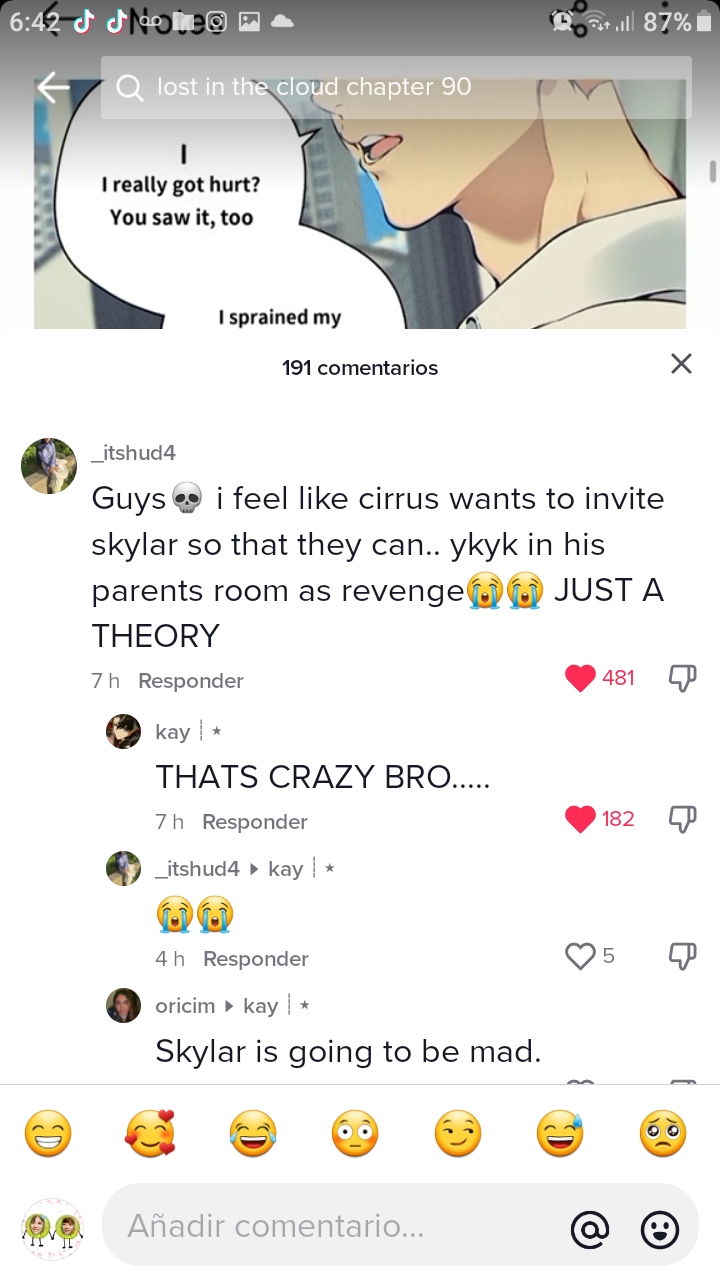 6:42
Notes
87%
lost in the cloud chapter 90
I
I really got hurt?
You saw it, too
I sprained my
191 comentarios
_itshud4
Guys💀 i feel like cirrus wants to invite
skylar so that they can.. ykyk in his
parents room as revenge😭😭 JUST A
THEORY
7 h Responder 481
kay ┊⋆
THATS CRAZY BRO.....
7 h Responder 182
_itshud4 ▸ kay ┊⋆
😭😭
4 h Responder 5
oricim ▸ kay ┊⋆
Skylar is going to be mad.
😁 🥰 😂 😳 😏 😅 🥺
Añadir comentario... @